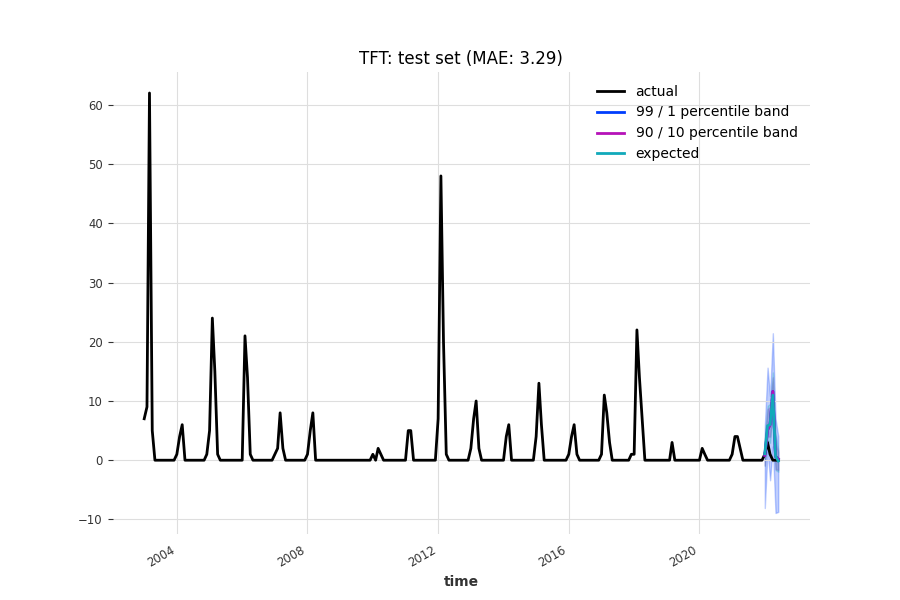 TFT: test set (MAE: 3.29)
actual
99 / 1 percentile band
90 / 10 percentile band
expected
60
50
40
30
20
10
0
−10
2004
2008
2012
2016
2020
time